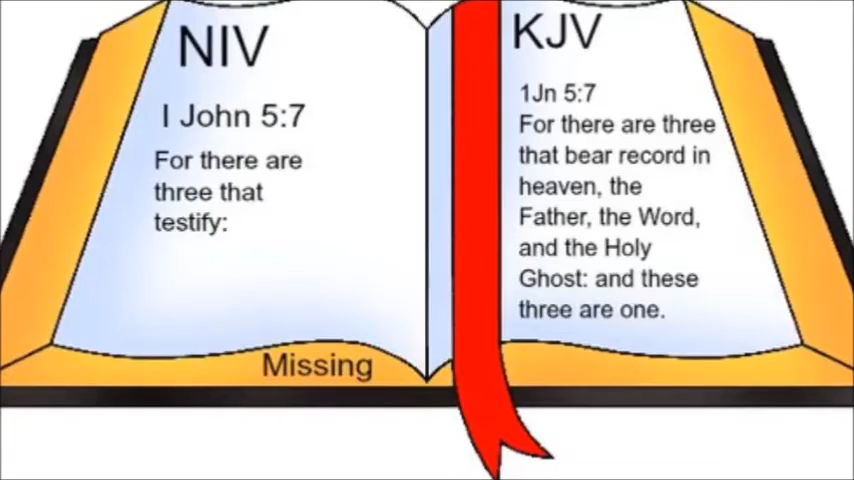 NIV
I John 5:7
For there are
three that
testify:
Missing
KJV
1Jn 5:7
For there are three
that bear record in
heaven, the
Father, the Word,
and the Holy
Ghost: and these
three are one.